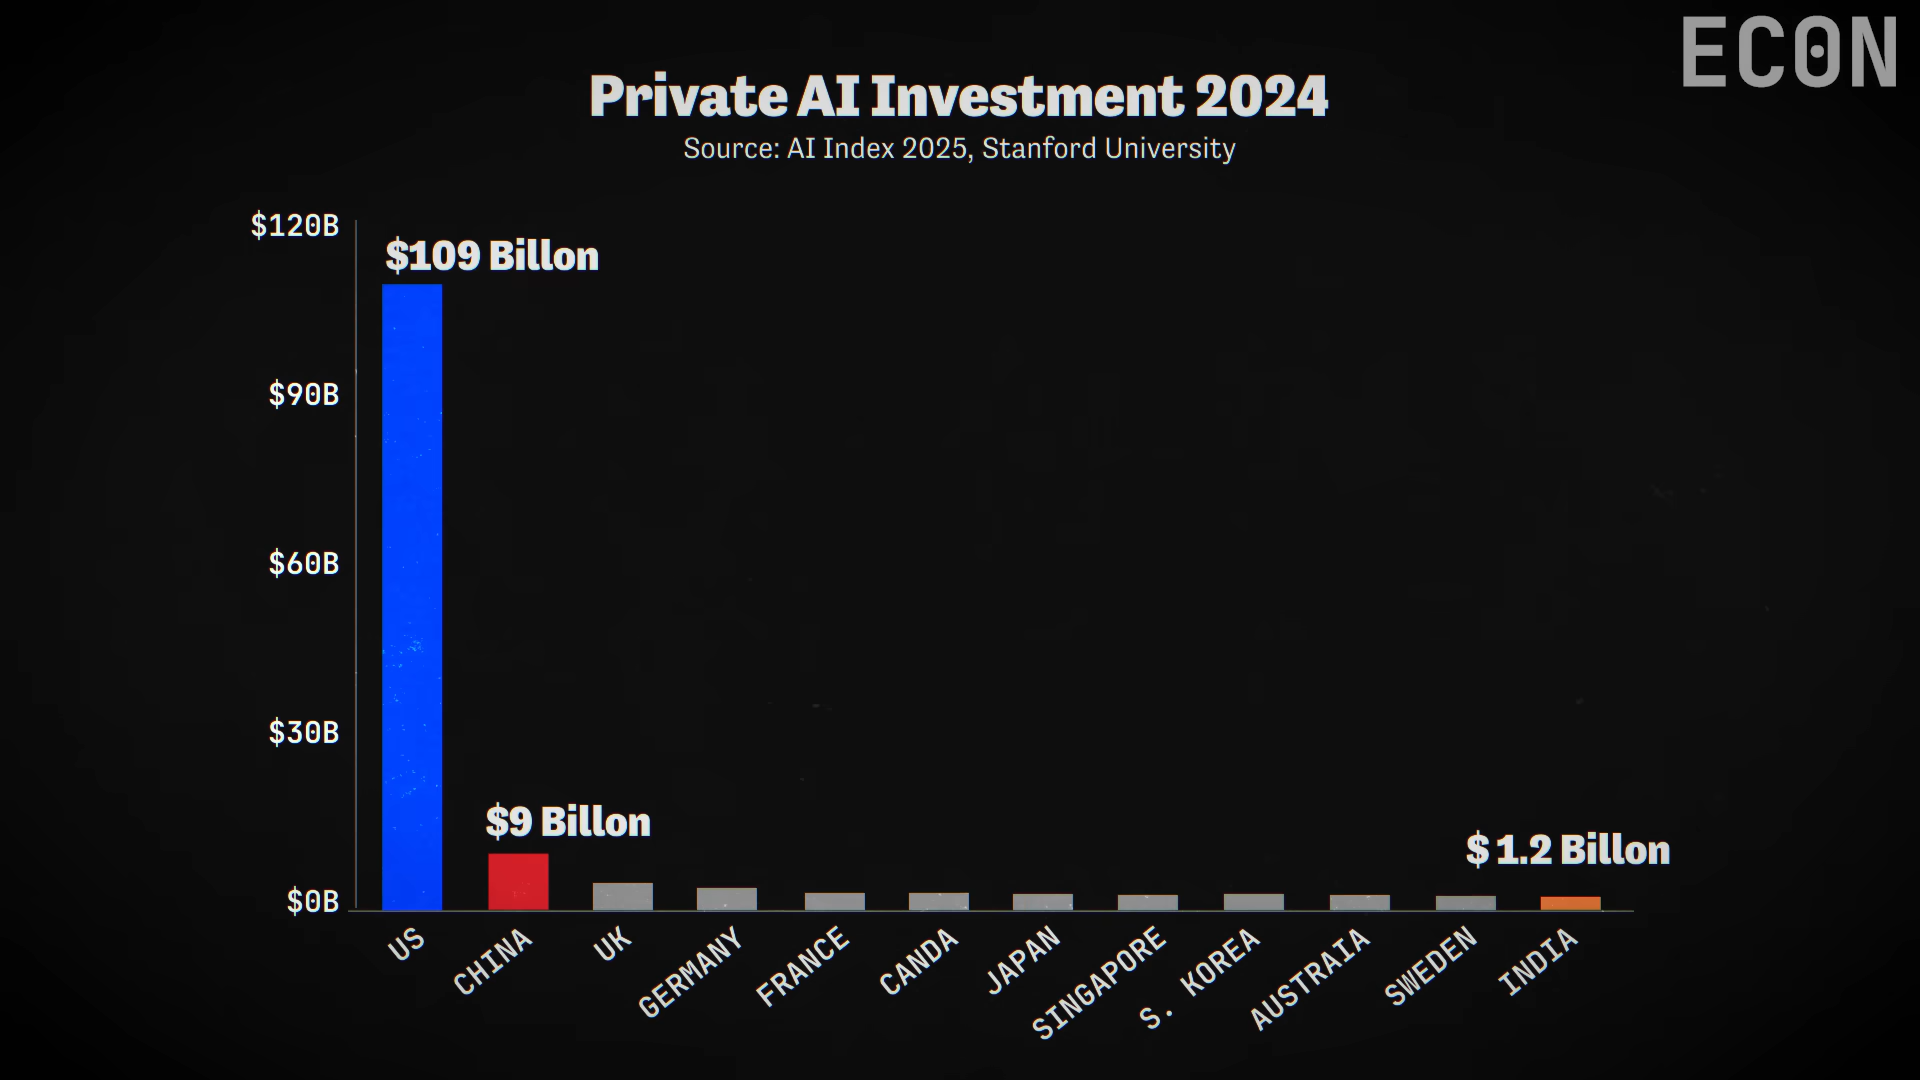 ECON
Private AI Investment 2024
Source: AI Index 2025, Stanford University
$120B
$109 Billon
$90B
$60B
$30B
$9 Billon
$ 1.2 Billon
$0B
US
CHINA
UK
GERMANY
FRANCE
CANDA
JAPAN
SINGAPORE
S. KOREA
AUSTRAIA
SWEDEN
INDIA